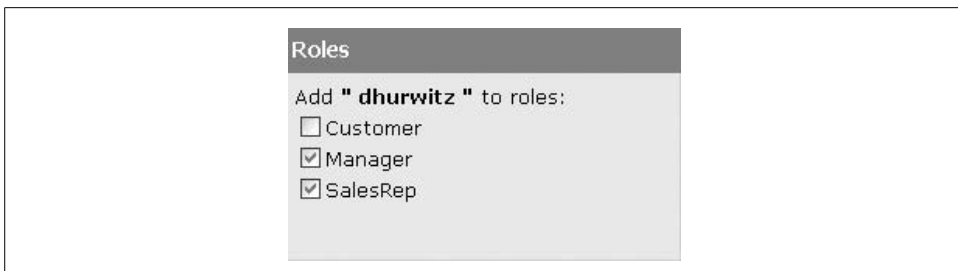 Roles
Add " dhurwitz " to roles:
Customer
Manager
SalesRep